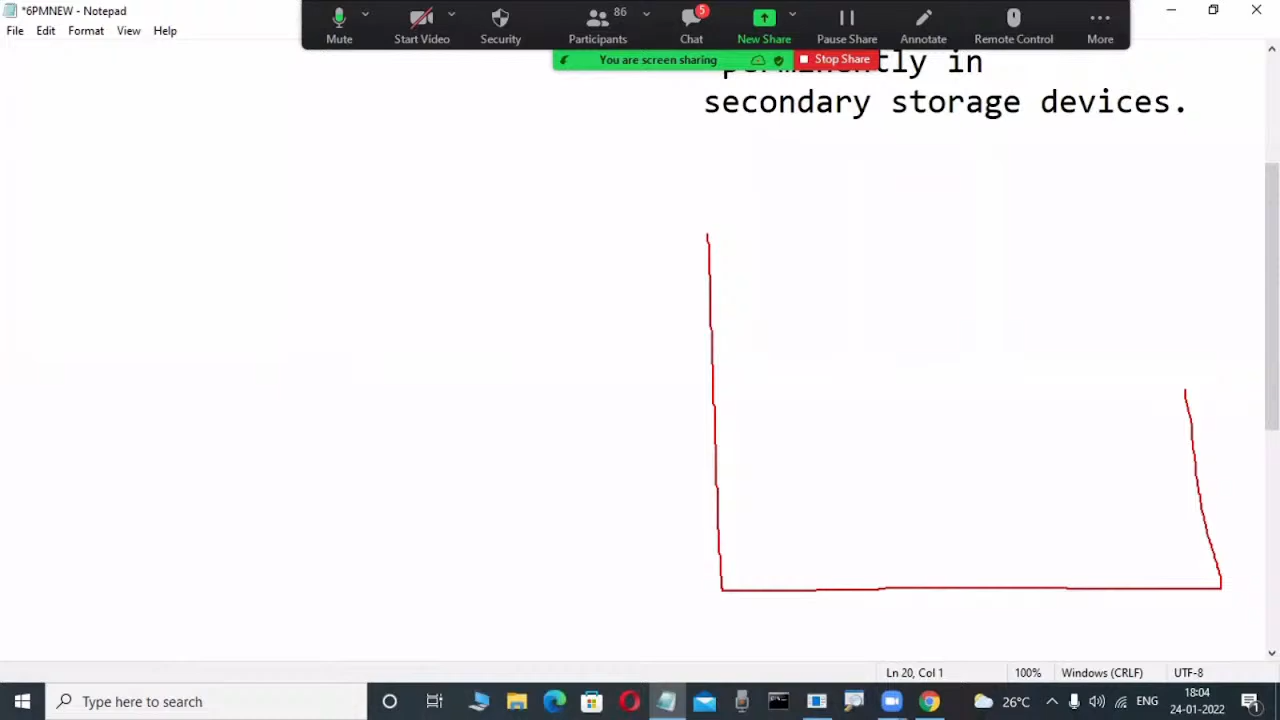 *6PMNEW - Notepad
File Edit Format View Help
Mute Start Video Security Participants 86 Chat 5 New Share Pause Share Annotate Remote Control More
You are screen sharing Stop Share
in
secondary storage devices.
Ln 20, Col 1 100% Windows (CRLF) UTF-8
Type here to search
26°C ENG
18:04
24-01-2022
1